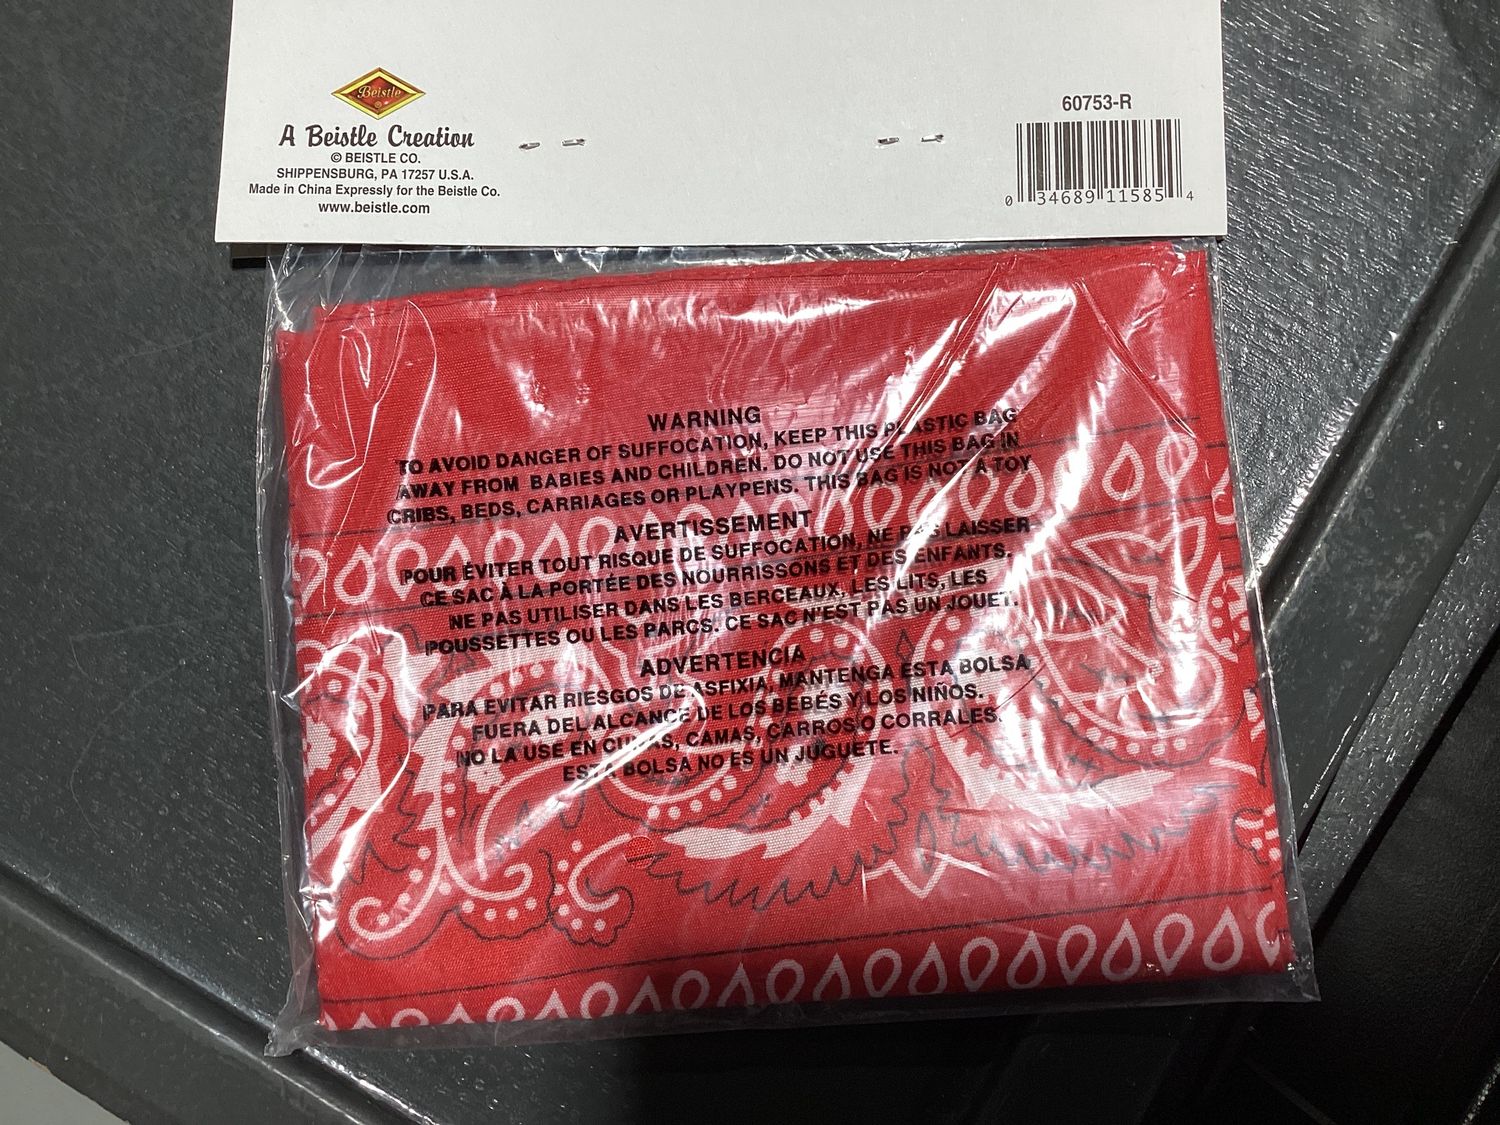 Beistle
®
A Beistle Creation
© BEISTLE CO.
SHIPPENSBURG, PA 17257 U.S.A.
Made in China Expressly for the Beistle Co.
www.beistle.com
60753-R
0 34689 11585 4
WARNING
TO AVOID DANGER OF SUFFOCATION, KEEP THIS PLASTIC BAG
AWAY FROM BABIES AND CHILDREN. DO NOT USE THIS BAG IN
CRIBS, BEDS, CARRIAGES OR PLAYPENS. THIS BAG IS NOT A TOY
AVERTISSEMENT
POUR ÉVITER TOUT RISQUE DE SUFFOCATION, NE PAS LAISSER
CE SAC À LA PORTÉE DES NOURRISSONS ET DES ENFANTS.
NE PAS UTILISER DANS LES BERCEAUX, LES LITS, LES
POUSSETTES OU LES PARCS. CE SAC N'EST PAS UN JOUET.
ADVERTENCIA
PARA EVITAR RIESGOS DE ASFIXIA, MANTENGA ESTA BOLSA
FUERA DEL ALCANCE DE LOS BEBÉS Y LOS NIÑOS.
NO LA USE EN CUNAS, CAMAS, CARROS O CORRALES.
ESTA BOLSA NO ES UN JUGUETE.